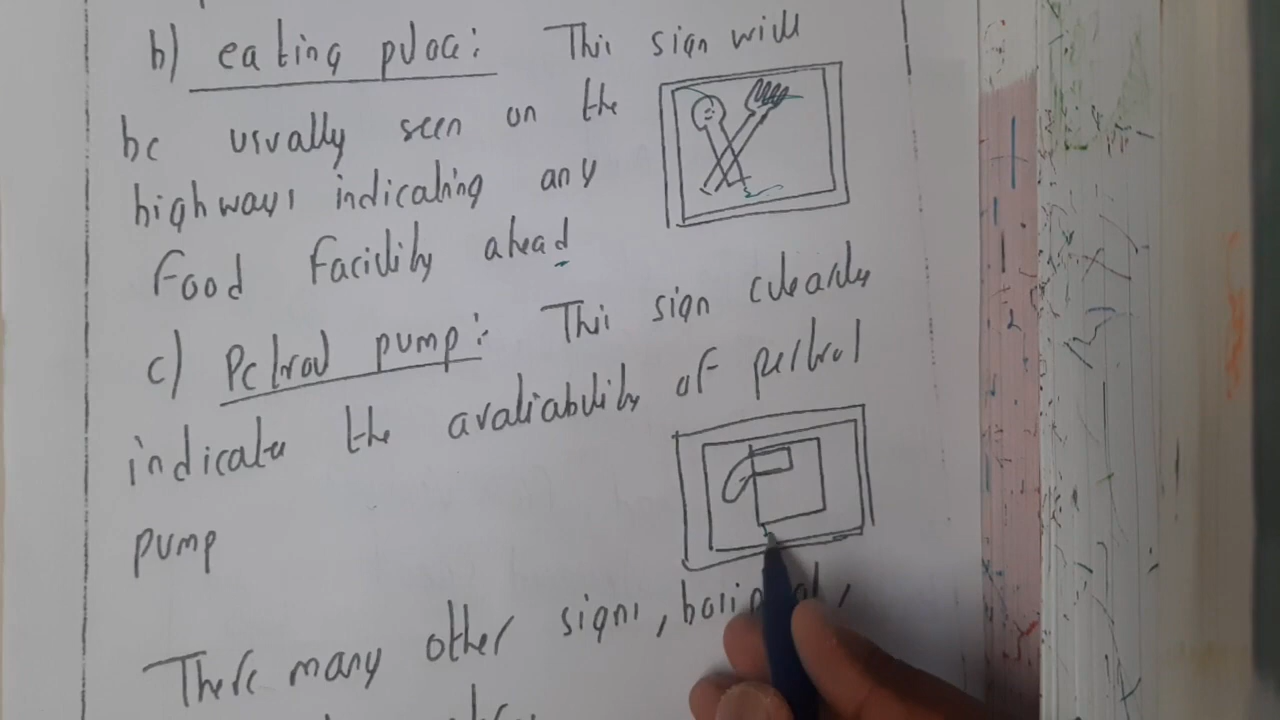 b) eating place: This sign will
be usually seen on the
highways indicating any
Food Facility ahead
c) Petrol pump: This sign clearly
indicate the avaliability of petrol
pump
There many other signs,